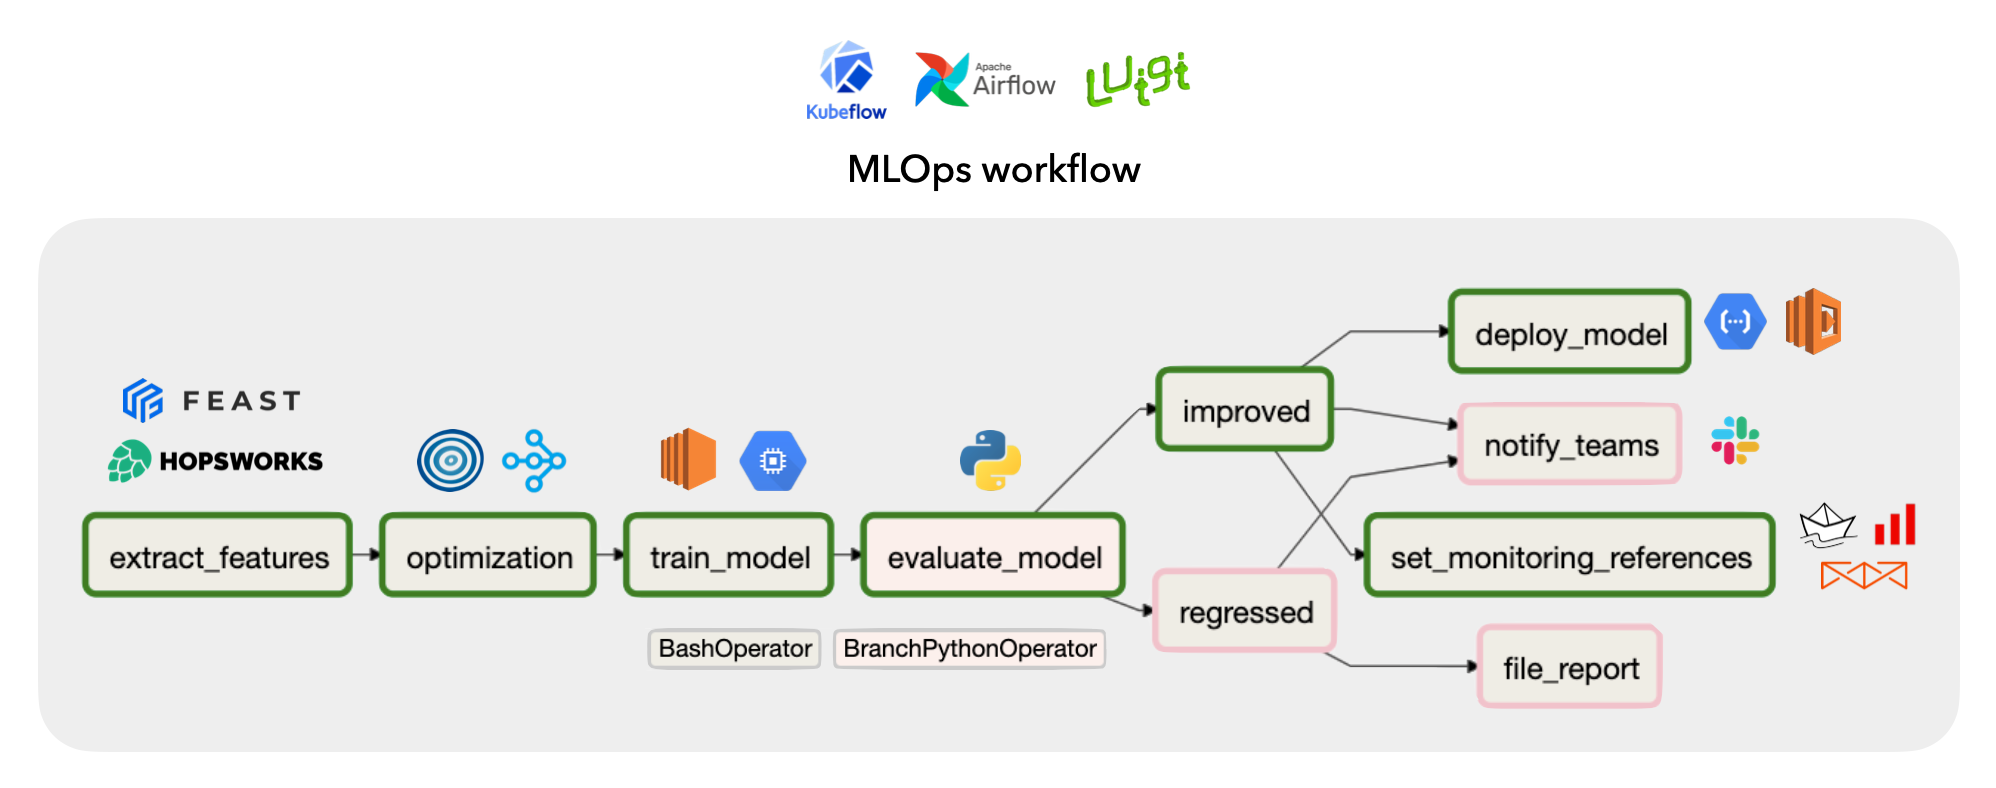 Kubeflow
Apache
Airflow
Luigi
MLOps workflow
FEAST
HOPSWORKS
extract_features
optimization
train_model
evaluate_model
BashOperator
BranchPythonOperator
improved
regressed
deploy_model
notify_teams
set_monitoring_references
file_report